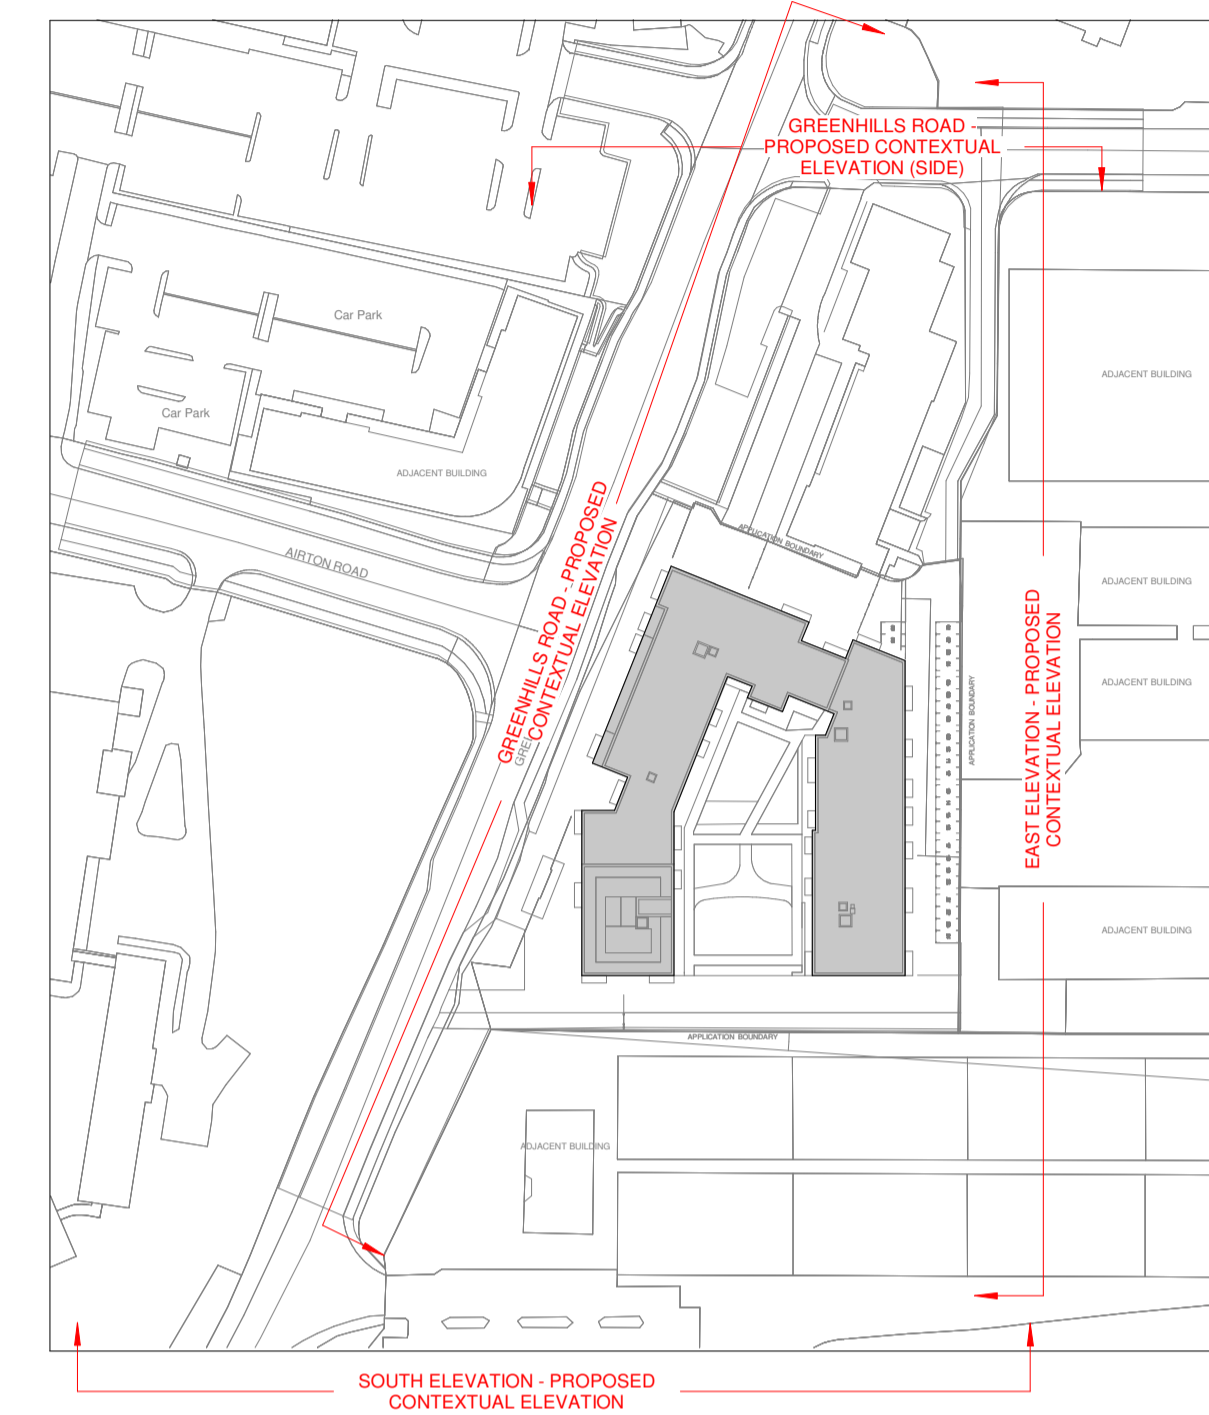 GREENHILLS ROAD -
PROPOSED CONTEXTUAL
ELEVATION (SIDE)
Car Park
ADJACENT BUILDING
Car Park
ADJACENT BUILDING
APPLICATION BOUNDARY
AIRTON ROAD
GREENHILLS ROAD - PROPOSED
CONTEXTUAL ELEVATION
ADJACENT BUILDING
EAST ELEVATION - PROPOSED
CONTEXTUAL ELEVATION
ADJACENT BUILDING
APPLICATION BOUNDARY
ADJACENT BUILDING
APPLICATION BOUNDARY
ADJACENT BUILDING
SOUTH ELEVATION - PROPOSED
CONTEXTUAL ELEVATION